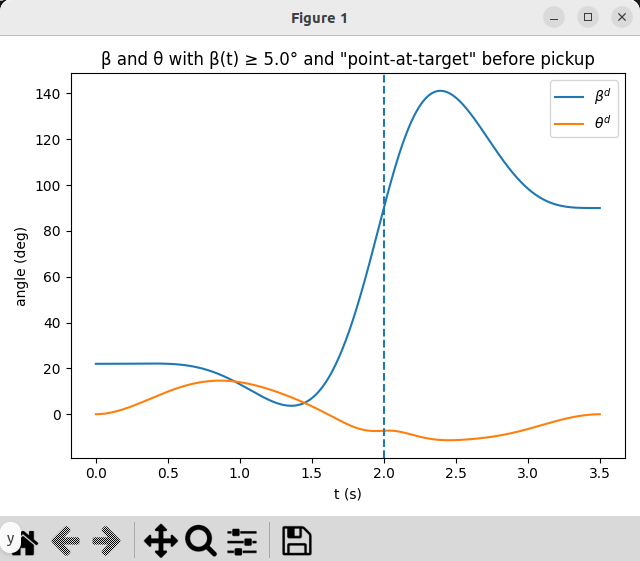 Figure 1
β and θ with β(t) ≥ 5.0° and "point-at-target" before pickup
140
120
100
80
60
40
20
0
angle (deg)
βᵈ
θᵈ
0.0 0.5 1.0 1.5 2.0 2.5 3.0 3.5
t (s)
y